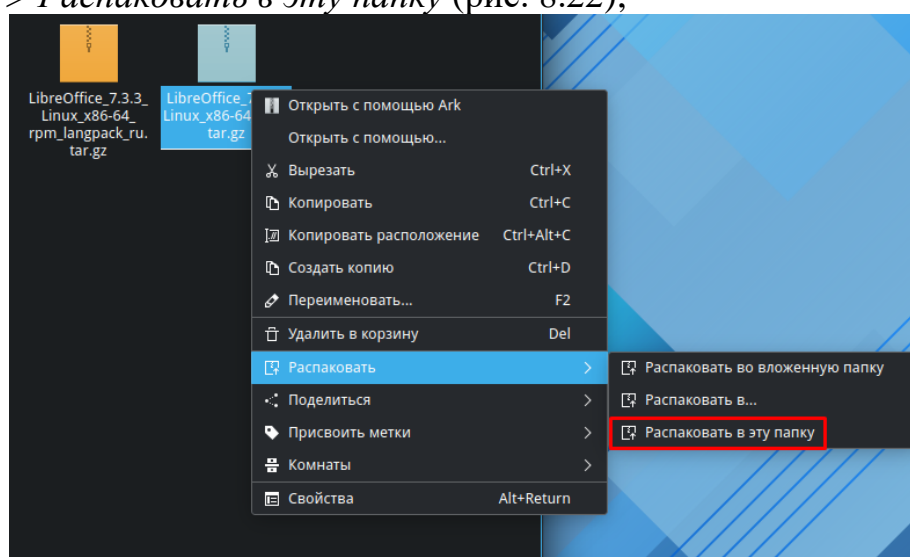 > Распаковать в эту папку (рис. 8.22);
LibreOffice_7.3.3_
Linux_x86-64_
rpm_langpack_ru.
tar.gz
LibreOffice_7
Linux_x86-64
tar.gz
Открыть с помощью Ark
Открыть с помощью...
Вырезать Ctrl+X
Копировать Ctrl+C
Копировать расположение Ctrl+Alt+C
Создать копию Ctrl+D
Переименовать... F2
Удалить в корзину Del
Распаковать
Поделиться
Присвоить метки
Комнаты
Свойства Alt+Return
Распаковать во вложенную папку
Распаковать в...
Распаковать в эту папку